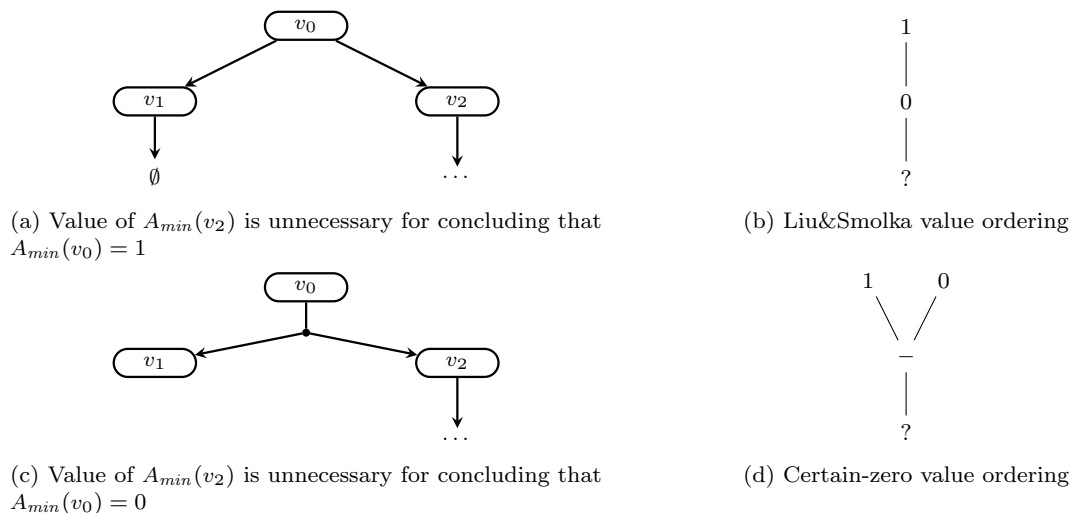 v0
1
v1
v2
0
∅
...
?
(a) Value of Amin(v2) is unnecessary for concluding that
Amin(v0) = 1
(b) Liu&Smolka value ordering
v0
1
0
v1
v2
−
...
?
(c) Value of Amin(v2) is unnecessary for concluding that
Amin(v0) = 0
(d) Certain-zero value ordering